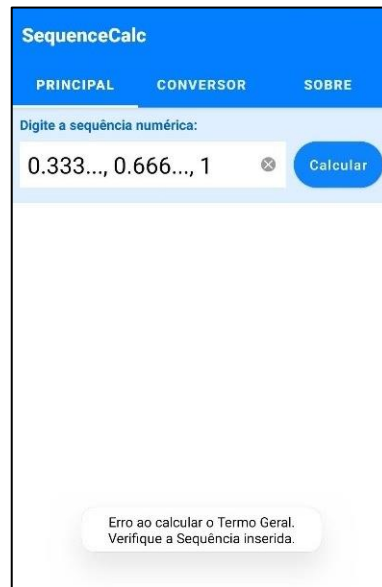 SequenceCalc
PRINCIPAL CONVERSOR SOBRE
Digite a sequência numérica:
0.333..., 0.666..., 1 Calcular
Erro ao calcular o Termo Geral.
Verifique a Sequência inserida.